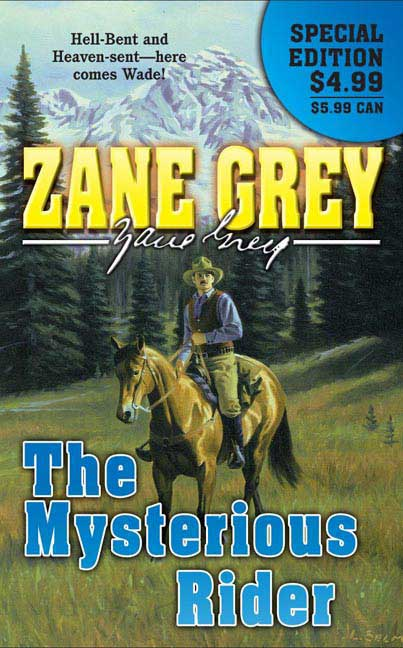 Hell-Bent and
Heaven-sent—here
comes Wade!
SPECIAL
EDITION
$4.99
$5.99 CAN
ZANE GREY
Zane Grey
The
Mysterious
Rider